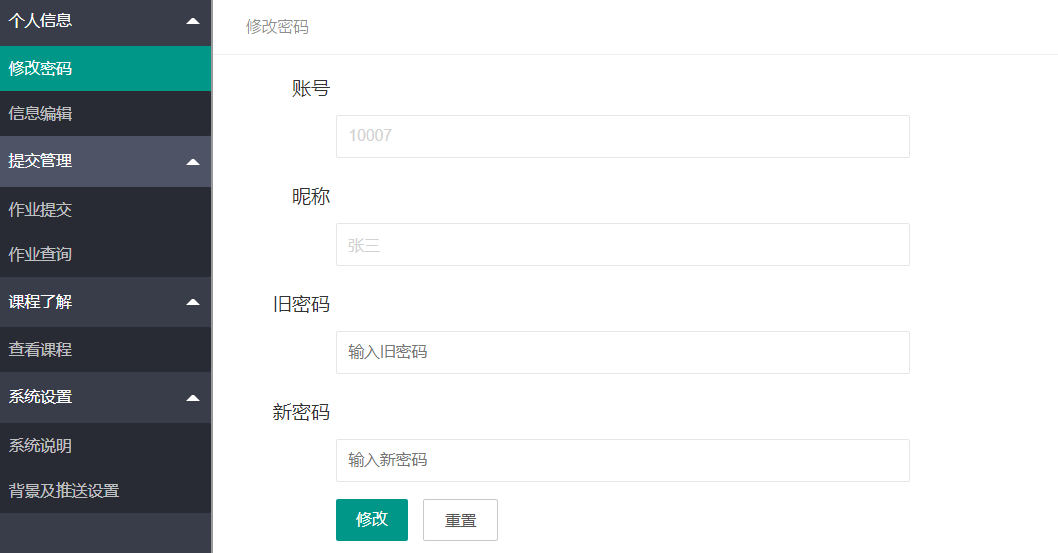 个人信息
修改密码
信息编辑
提交管理
作业提交
作业查询
课程了解
查看课程
系统设置
系统说明
背景及推送设置
修改密码
账号
10007
昵称
张三
旧密码
输入旧密码
新密码
输入新密码
修改
重置